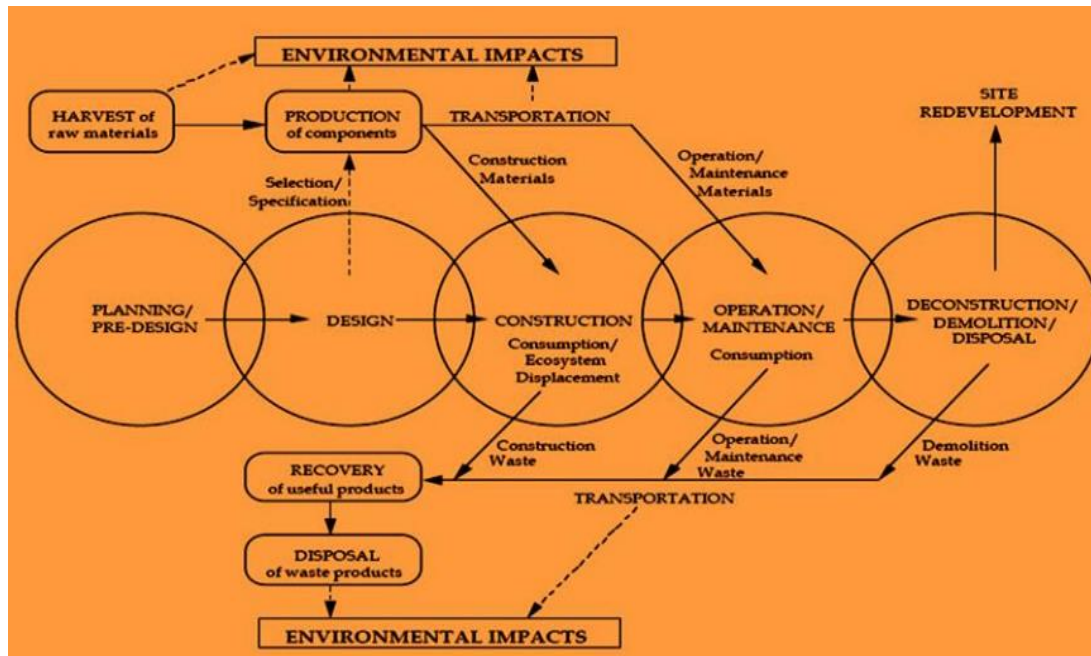 ENVIRONMENTAL IMPACTS
HARVEST of
raw materials
PRODUCTION
of components
TRANSPORTATION
SITE
REDEVELOPMENT
Selection/
Specification
Construction
Materials
Operation/
Maintenance
Materials
PLANNING/
PRE-DESIGN
DESIGN
CONSTRUCTION
Consumption/
Ecosystem
Displacement
OPERATION/
MAINTENANCE
Consumption
DECONSTRUCTION/
DEMOLITION/
DISPOSAL
Construction
Waste
Operation/
Maintenance
Waste
Demolition
Waste
RECOVERY
of useful products
TRANSPORTATION
DISPOSAL
of waste products
ENVIRONMENTAL IMPACTS